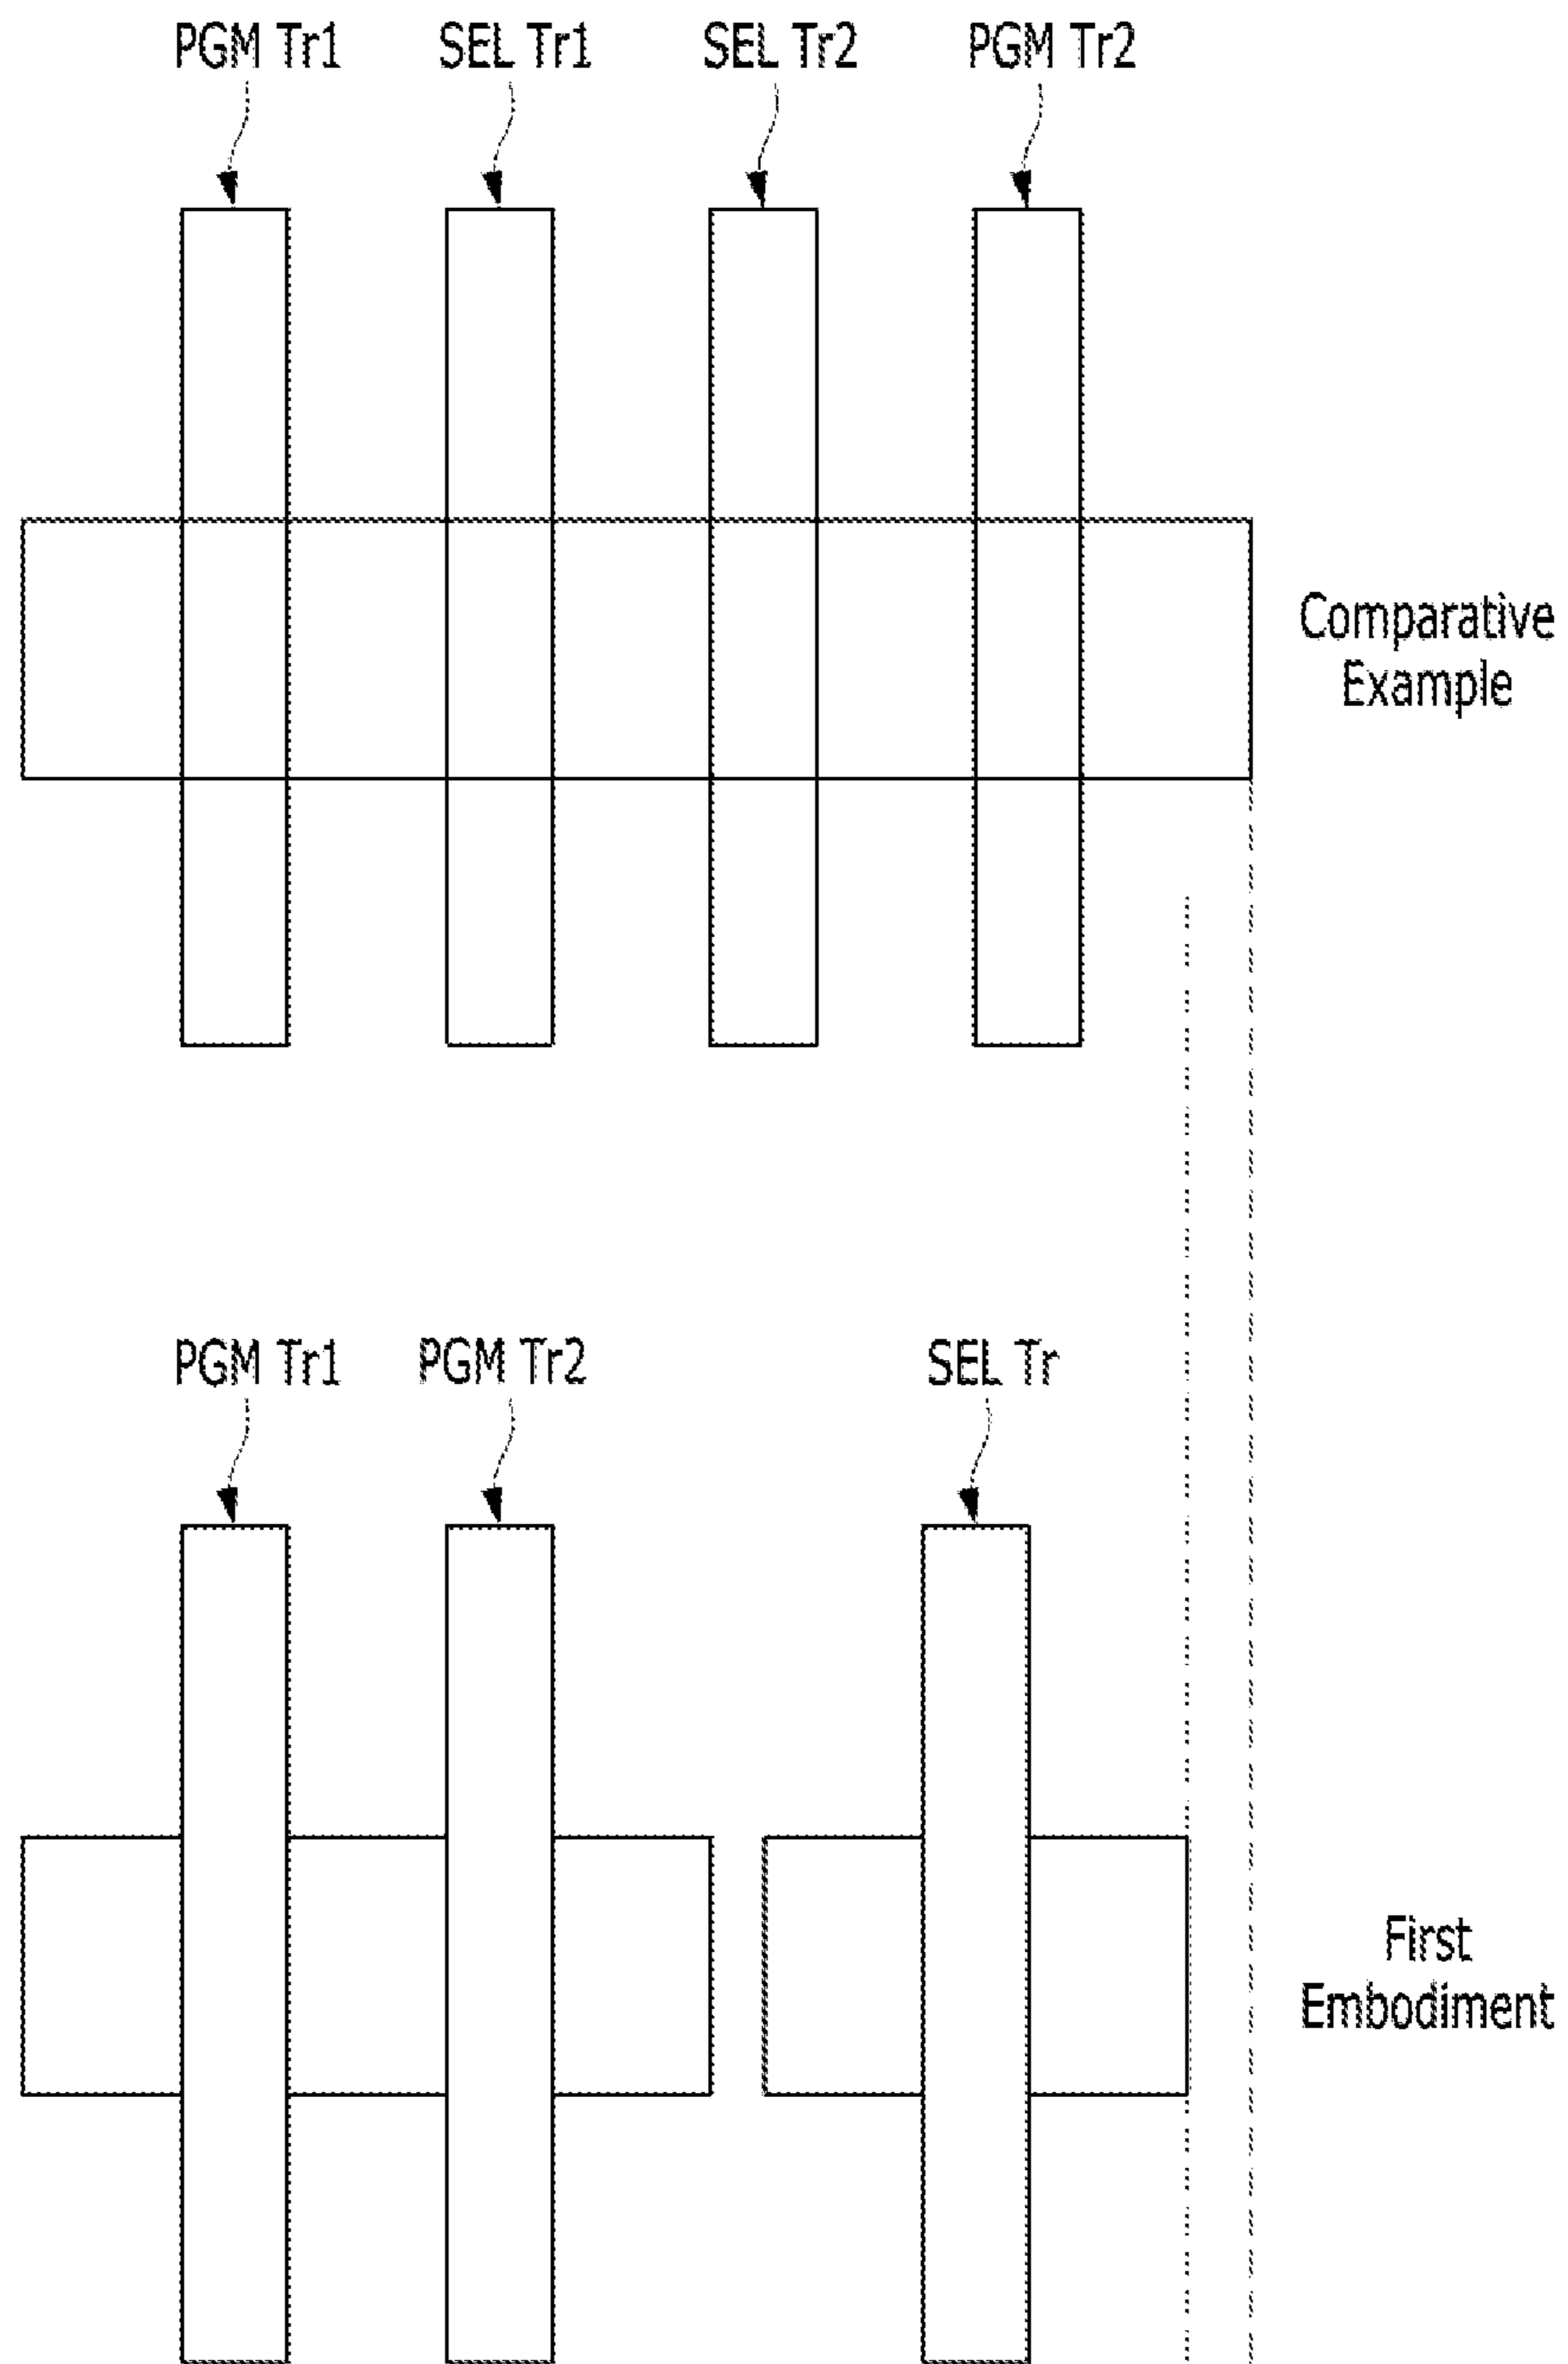 PGM Tr1 SEL Tr1 SEL Tr2 PGM Tr2
Comparative
Example
PGM Tr1 PGM Tr2 SEL Tr
First
Embodiment